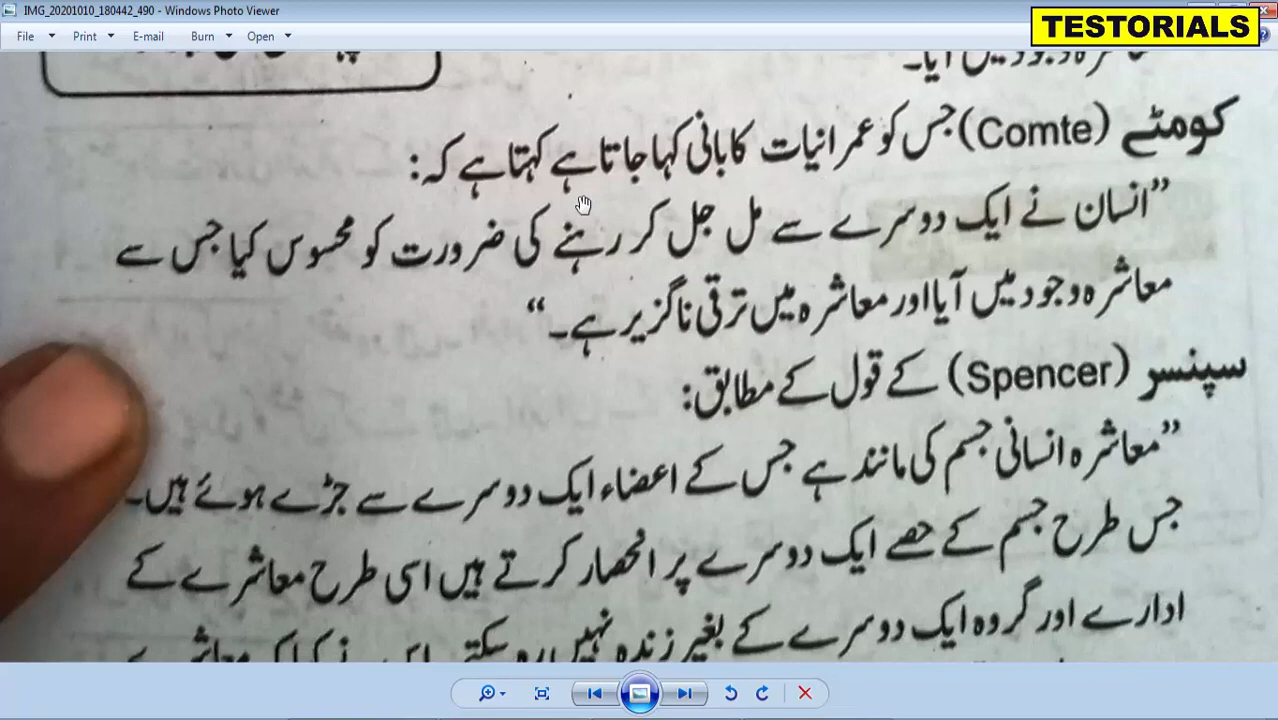 IMG_20201010_180442_490 - Windows Photo Viewer
TESTORIALS
File Print E-mail Burn Open
کومٹے (Comte) جس کو عمرانیات کا بانی کہا جاتا ہے کہتا ہے کہ:
”انسان نے ایک دوسرے سے مل جل کر رہنے کی ضرورت کو محسوس کیا جس سے
معاشرہ وجود میں آیا اور معاشرہ میں ترقی ناگزیر ہے۔“
سپنسر (Spencer) کے قول کے مطابق:
”معاشرہ انسانی جسم کی مانند ہے جس کے اعضاء ایک دوسرے سے جڑے ہوئے ہیں۔
جس طرح جسم کے حصے ایک دوسرے پر انحصار کرتے ہیں اسی طرح معاشرے کے
ادارے اور گروہ ایک دوسرے کے بغیر زندہ نہیں رہ سکتے